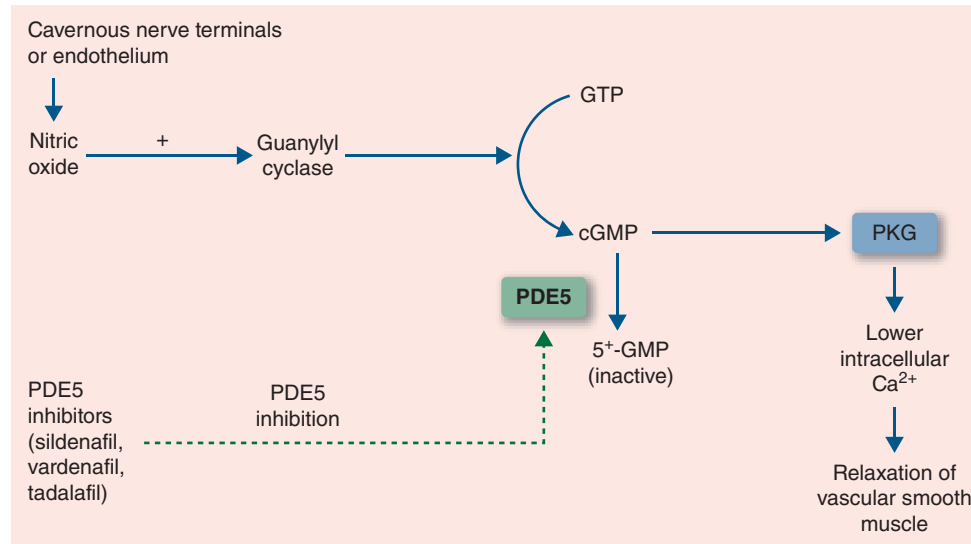 Cavernous nerve terminals
or endothelium
GTP
Nitric
oxide
+
Guanylyl
cyclase
cGMP
PKG
PDE5
5⁺-GMP
(inactive)
Lower
intracellular
Ca²⁺
PDE5
inhibitors
(sildenafil,
vardenafil,
tadalafil)
PDE5
inhibition
Relaxation of
vascular smooth
muscle